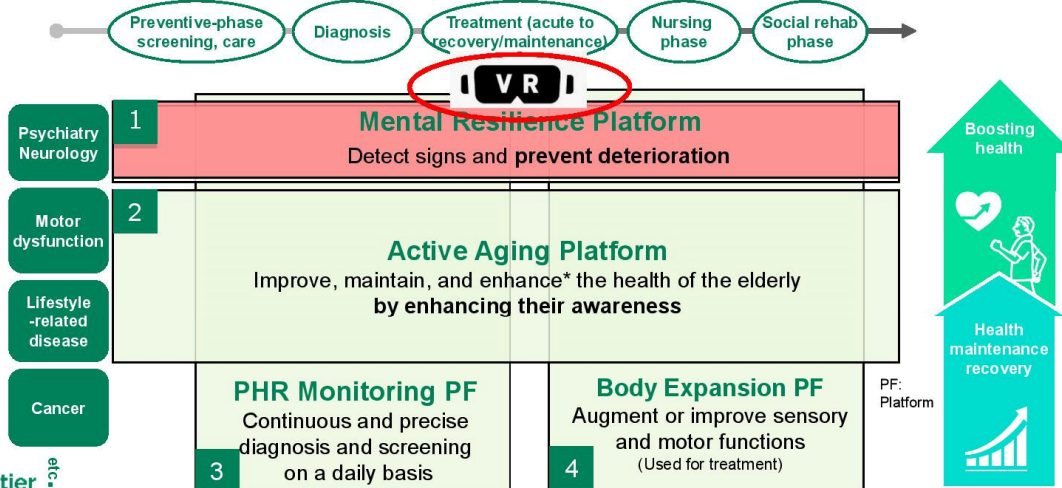 Preventive-phase
screening, care
Diagnosis
Treatment (acute to
recovery/maintenance)
Nursing
phase
Social rehab
phase
VR
Psychiatry
Neurology
1
Mental Resilience Platform
Detect signs and prevent deterioration
Boosting
health
Motor
dysfunction
2
Active Aging Platform
Improve, maintain, and enhance* the health of the elderly
by enhancing their awareness
Lifestyle
-related
disease
Health
maintenance
recovery
Cancer
PHR Monitoring PF
Continuous and precise
diagnosis and screening
on a daily basis
3
Body Expansion PF
Augment or improve sensory
and motor functions
(Used for treatment)
4
PF:
Platform
etc.
tier